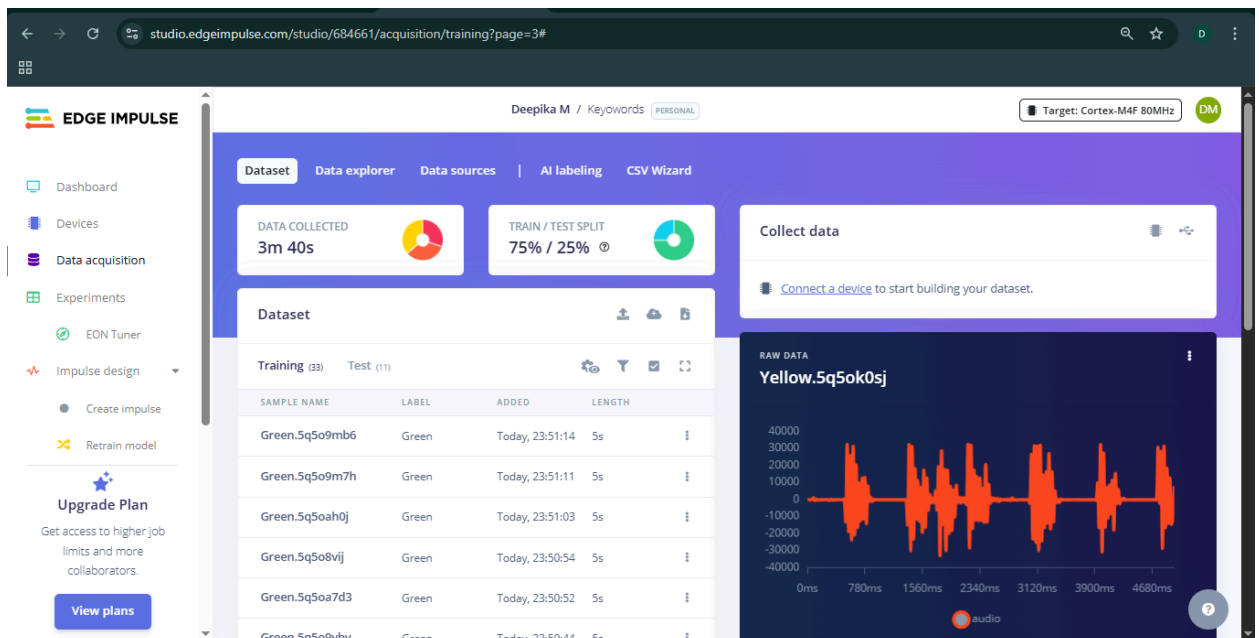 studio.edgeimpulse.com/studio/684661/acquisition/training?page=3#
D
EDGE IMPULSE
Deepika M / Keyowords PERSONAL
Target: Cortex-M4F 80MHz
DM
Dashboard
Devices
Data acquisition
Experiments
EON Tuner
Impulse design
Create impulse
Retrain model
Upgrade Plan
Get access to higher job
limits and more
collaborators.
View plans
Dataset Data explorer Data sources | AI labeling CSV Wizard
DATA COLLECTED
3m 40s
TRAIN / TEST SPLIT
75% / 25%
Collect data
Connect a device to start building your dataset.
Dataset
Training (33) Test (11)
SAMPLE NAME LABEL ADDED LENGTH
Green.5q5o9mb6 Green Today, 23:51:14 5s
Green.5q5o9m7h Green Today, 23:51:11 5s
Green.5q5oah0j Green Today, 23:51:03 5s
Green.5q5o8vij Green Today, 23:50:54 5s
Green.5q5oa7d3 Green Today, 23:50:52 5s
RAW DATA
Yellow.5q5ok0sj
40000
30000
20000
10000
0
-10000
-20000
-30000
-40000
0ms 780ms 1560ms 2340ms 3120ms 3900ms 4680ms
audio